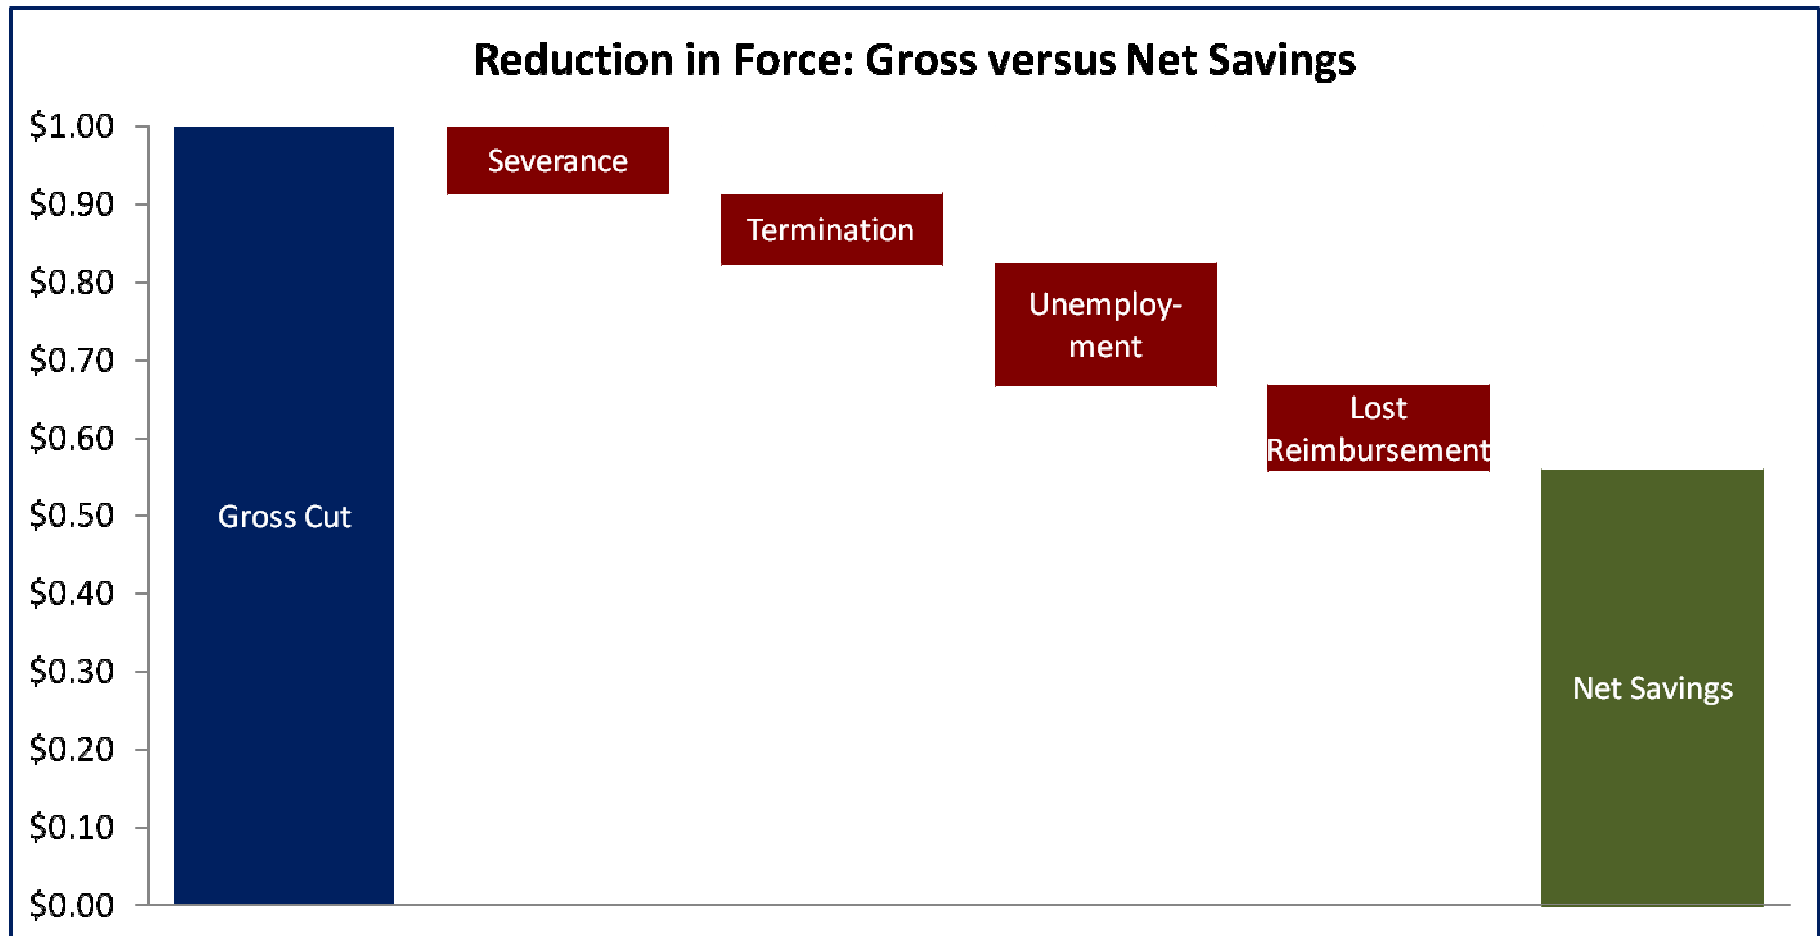 Reduction in Force: Gross versus Net Savings
$1.00
$0.90
$0.80
$0.70
$0.60
$0.50
$0.40
$0.30
$0.20
$0.10
$0.00
Gross Cut
Severance
Termination
Unemploy-
ment
Lost
Reimbursement
Net Savings